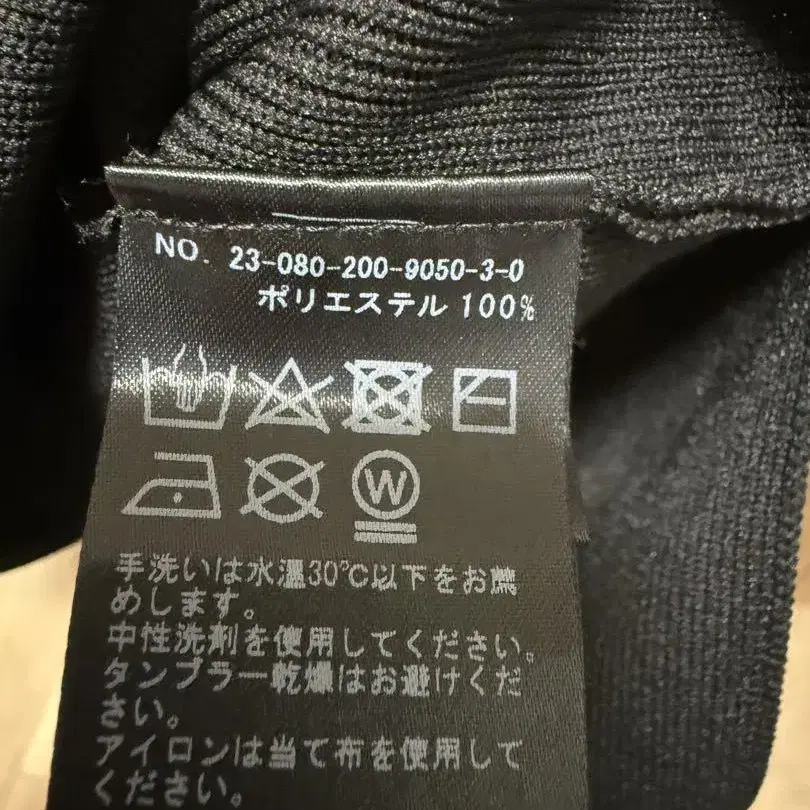 NO. 23-080-200-9050-3-0
ポリエステル 100%
W
手洗いは水温30℃以下をお薦
めします。
中性洗剤を使用してください。
タンブラー乾燥はお避けくだ
さい。
アイロンは当て布を使用して
ください。